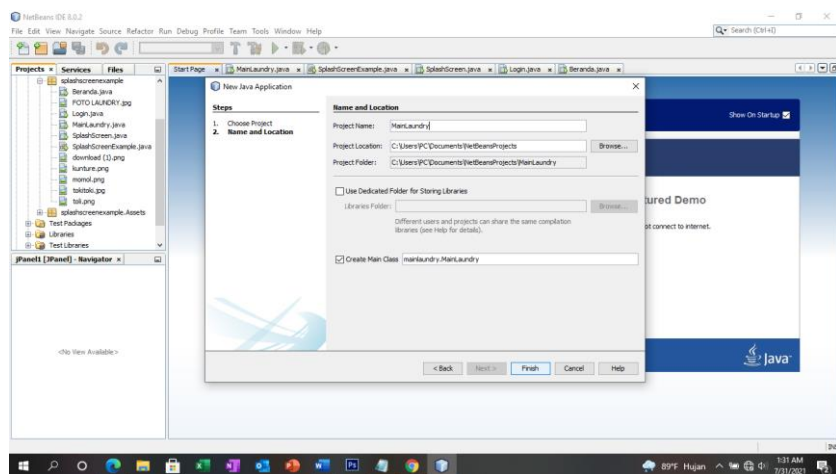 NetBeans IDE 8.0.2
File Edit View Navigate Source Refactor Run Debug Profile Team Tools Window Help
Search (Ctrl+I)
Projects Services Files
Start Page MainLaundry.java SplashScreenExample.java SplashScreen.java Login.java Beranda.java
splashscreenexample
Beranda.java
FOTO LAUNDRY.jpg
Login.java
MainLaundry.java
SplashScreen.java
SplashScreenExample.java
download (1).png
kunture.png
momol.png
tokitoki.jpg
toli.png
splashscreenexample.Assets
Test Packages
Libraries
Test Libraries
jPanel1 [JPanel] - Navigator
<No View Available>
New Java Application
Steps
1. Choose Project
2. Name and Location
Name and Location
Project Name: MainLaundry
Project Location: C:\Users\PC\Documents\NetBeansProjects Browse...
Project Folder: C:\Users\PC\Documents\NetBeansProjects\MainLaundry
Use Dedicated Folder for Storing Libraries
Libraries Folder: Browse...
Different users and projects can share the same compilation
libraries (see Help for details).
Create Main Class mainlaundry.MainLaundry
< Back Next > Finish Cancel Help
Show On Startup
ured Demo
ot connect to internet.
Java
89°F Hujan
1:31 AM
7/31/2021